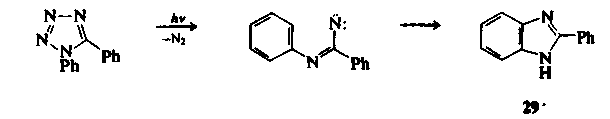 N N N N Ph Ph
hν
−N₂
N̈: N Ph
N N H Ph
29